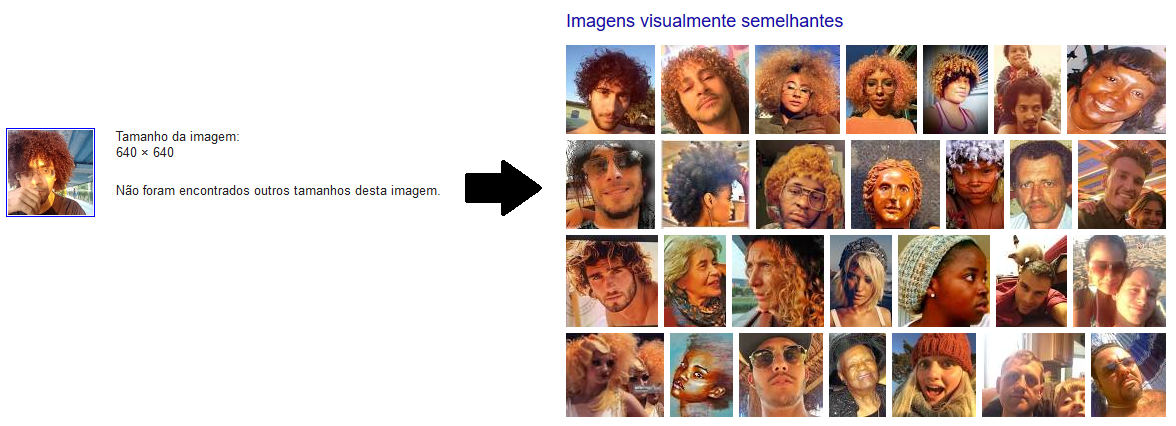 Imagens visualmente semelhantes
Tamanho da imagem:
640 × 640
Não foram encontrados outros tamanhos desta imagem.